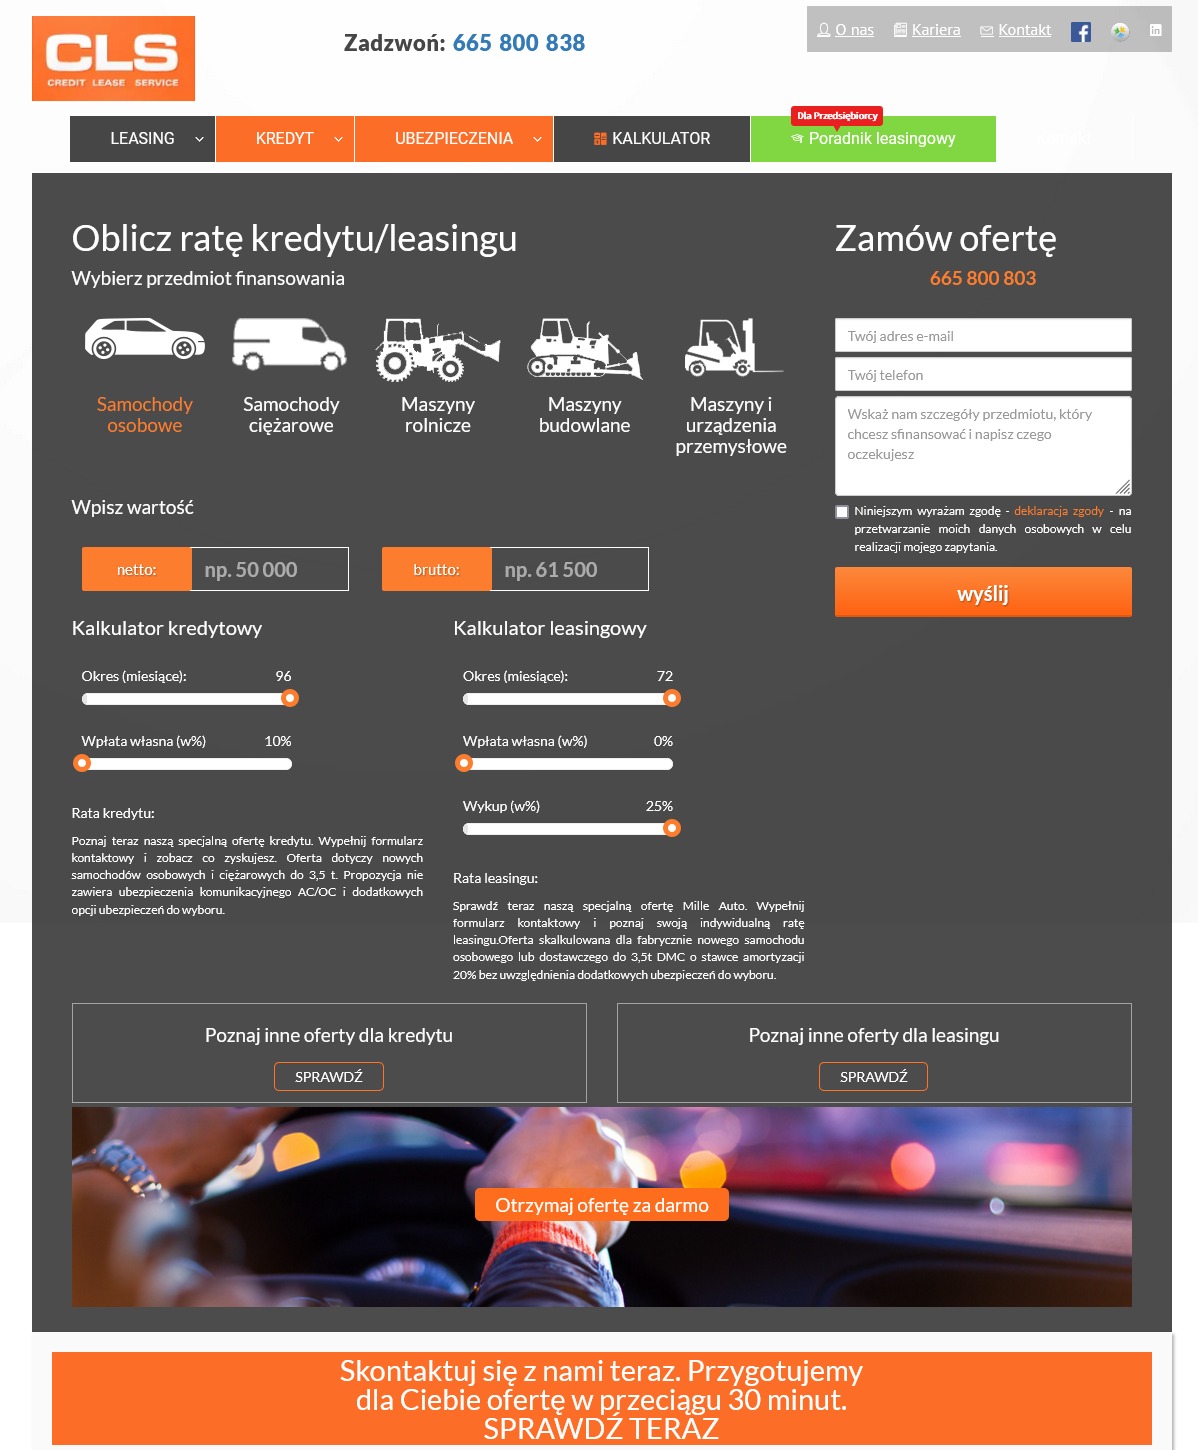 CLS
CREDIT LEASE SERVICE
Zadzwoń: 665 800 838
O nas
Kariera
Kontakt
LEASING
KREDYT
UBEZPIECZENIA
KALKULATOR
Dla Przedsiębiorcy
Poradnik leasingowy
Oblicz ratę kredytu/leasingu
Wybierz przedmiot finansowania
Samochody
osobowe
Samochody
ciężarowe
Maszyny
rolnicze
Maszyny
budowlane
Maszyny i
urządzenia
przemysłowe
Wpisz wartość
netto:
np. 50 000
brutto:
np. 61 500
Kalkulator kredytowy
Okres (miesiące): 96
Wpłata własna (w%) 10%
Rata kredytu:
Poznaj teraz naszą specjalną ofertę kredytu. Wypełnij formularz
kontaktowy i zobacz co zyskujesz. Oferta dotyczy nowych
samochodów osobowych i ciężarowych do 3,5 t. Propozycja nie
zawiera ubezpieczenia komunikacyjnego AC/OC i dodatkowych
opcji ubezpieczeń do wyboru.
Kalkulator leasingowy
Okres (miesiące): 72
Wpłata własna (w%) 0%
Wykup (w%) 25%
Rata leasingu:
Sprawdź teraz naszą specjalną ofertę Mille Auto. Wypełnij
formularz kontaktowy i poznaj swoją indywidualną ratę
leasingu.Oferta skalkulowana dla fabrycznie nowego samochodu
osobowego lub dostawczego do 3,5t DMC o stawce amortyzacji
20% bez uwzględnienia dodatkowych ubezpieczeń do wyboru.
Zamów ofertę
665 800 803
Twój adres e-mail
Twój telefon
Wskaż nam szczegóły przedmiotu, który
chcesz sfinansować i napisz czego
oczekujesz
Niniejszym wyrażam zgodę - deklaracja zgody - na
przetwarzanie moich danych osobowych w celu
realizacji mojego zapytania.
wyślij
Poznaj inne oferty dla kredytu
SPRAWDŹ
Poznaj inne oferty dla leasingu
SPRAWDŹ
Otrzymaj ofertę za darmo
Skontaktuj się z nami teraz. Przygotujemy
dla Ciebie ofertę w przeciągu 30 minut.
SPRAWDŹ TERAZ